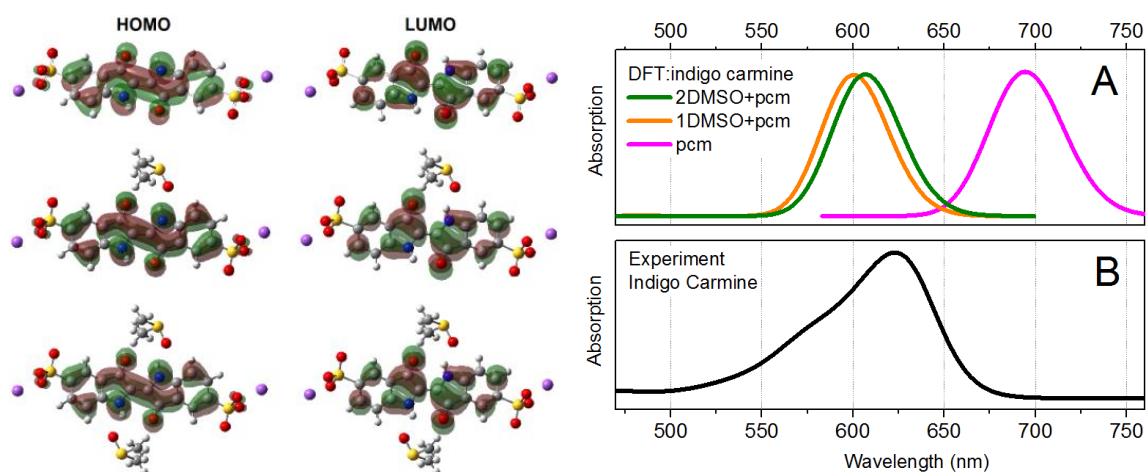 HOMO
LUMO
500 550 600 650 700 750
A
DFT:indigo carmine
2DMSO+pcm
1DMSO+pcm
pcm
Absorption
B
Experiment
Indigo Carmine
Absorption
500 550 600 650 700 750
Wavelength (nm)